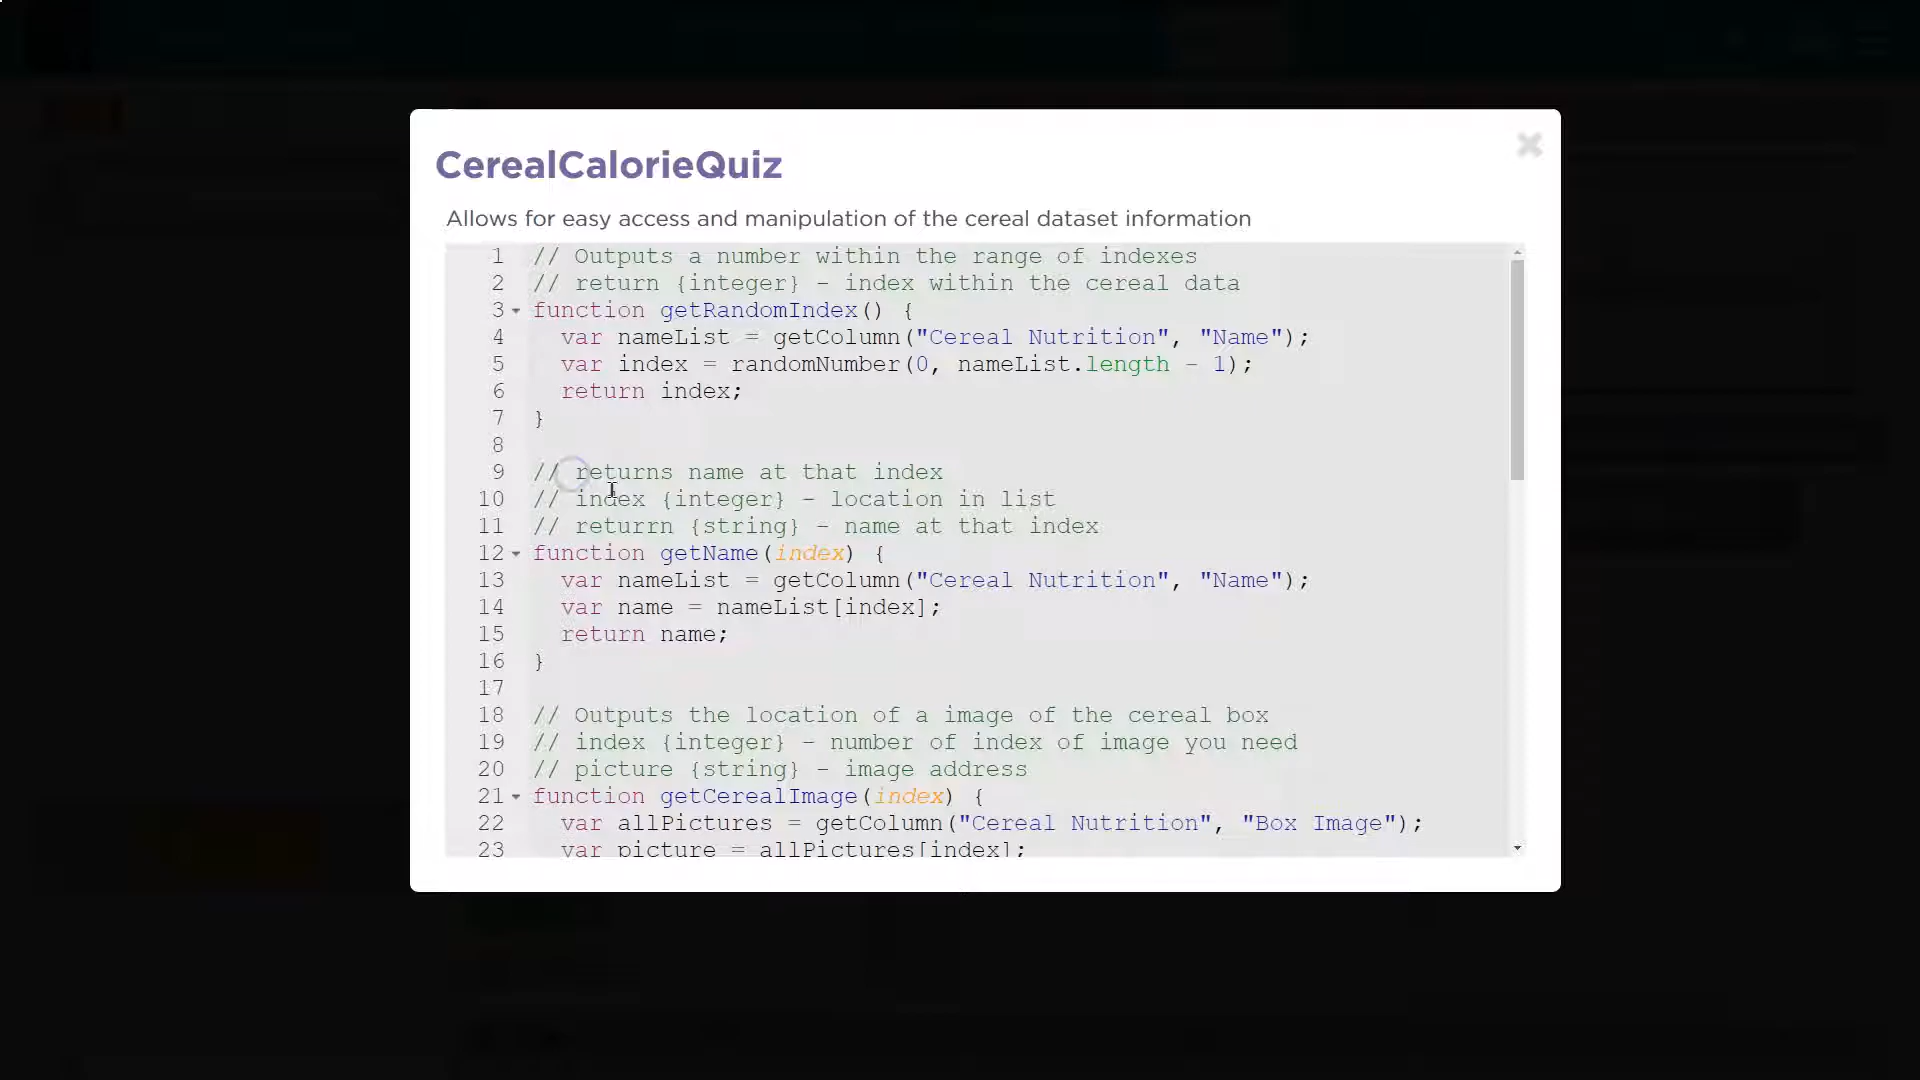 CerealCalorieQuiz
Allows for easy access and manipulation of the cereal dataset information
1 // Outputs a number within the range of indexes
2 // return {integer} - index within the cereal data
3 function getRandomIndex() {
4 var nameList = getColumn("Cereal Nutrition", "Name");
5 var index = randomNumber(0, nameList.length - 1);
6 return index;
7 }
8
9 // returns name at that index
10 // index {integer} - location in list
11 // returrn {string} - name at that index
12 function getName(index) {
13 var nameList = getColumn("Cereal Nutrition", "Name");
14 var name = nameList[index];
15 return name;
16 }
17
18 // Outputs the location of a image of the cereal box
19 // index {integer} - number of index of image you need
20 // picture {string} - image address
21 function getCerealImage(index) {
22 var allPictures = getColumn("Cereal Nutrition", "Box Image");
23 var picture = allPictures[index];